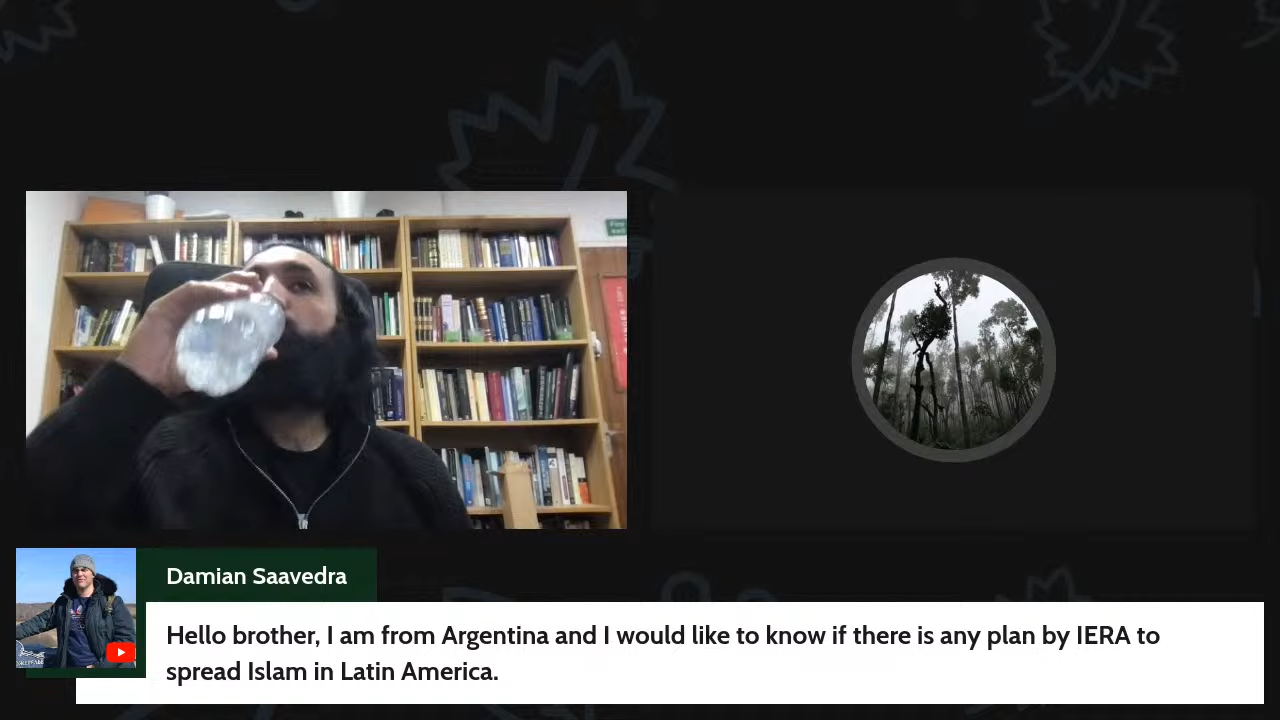 Damian Saavedra
Hello brother, I am from Argentina and I would like to know if there is any plan by IERA to
spread Islam in Latin America.